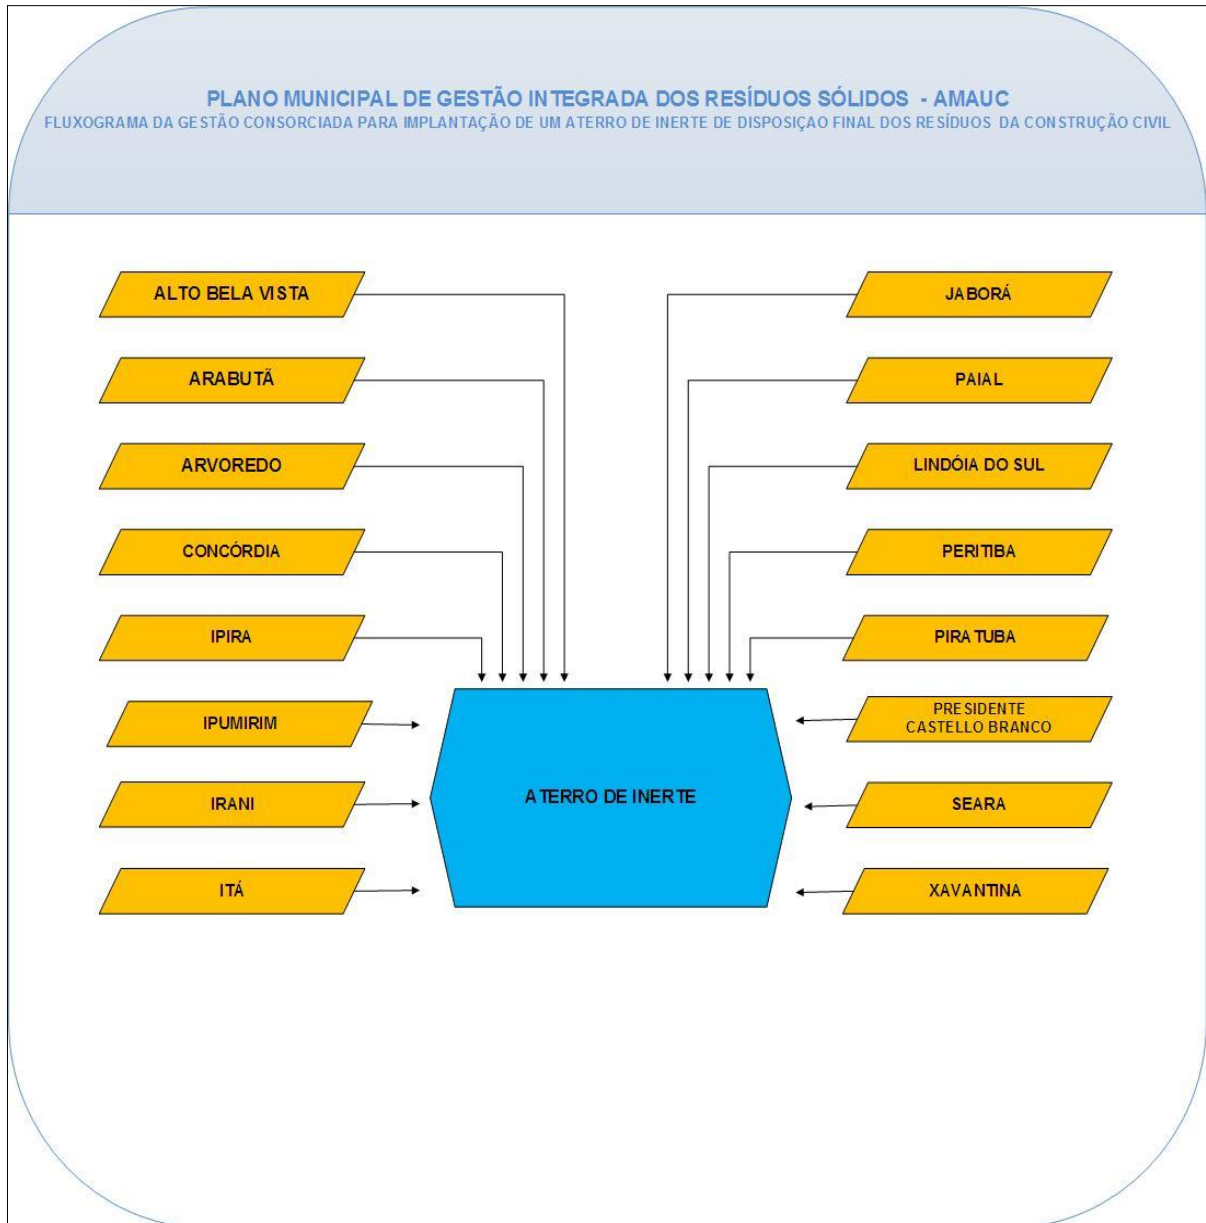 PLANO MUNICIPAL DE GESTÃO INTEGRADA DOS RESÍDUOS SÓLIDOS - AMAUC
FLUXOGRAMA DA GESTÃO CONSORCIADA PARA IMPLANTAÇÃO DE UM ATERRO DE INERTE DE DISPOSIÇAO FINAL DOS RESÍDUOS DA CONSTRUÇÃO CIVIL
ALTO BELA VISTA
ARABUTÃ
ARVOREDO
CONCÓRDIA
IPIRA
IPUMIRIM
IRANI
ITÁ
JABORÁ
PAIAL
LINDÓIA DO SUL
PERITIBA
PIRATUBA
PRESIDENTE
CASTELLO BRANCO
SEARA
XAVANTINA
ATERRO DE INERTE